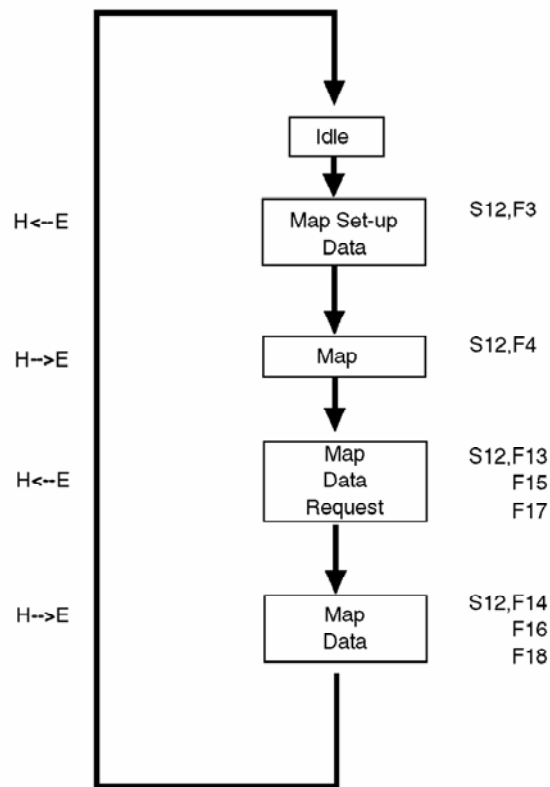 Idle
H<--E
Map Set-up
Data
S12,F3
H-->E
Map
S12,F4
H<--E
Map
Data
Request
S12,F13
F15
F17
H-->E
Map
Data
S12,F14
F16
F18